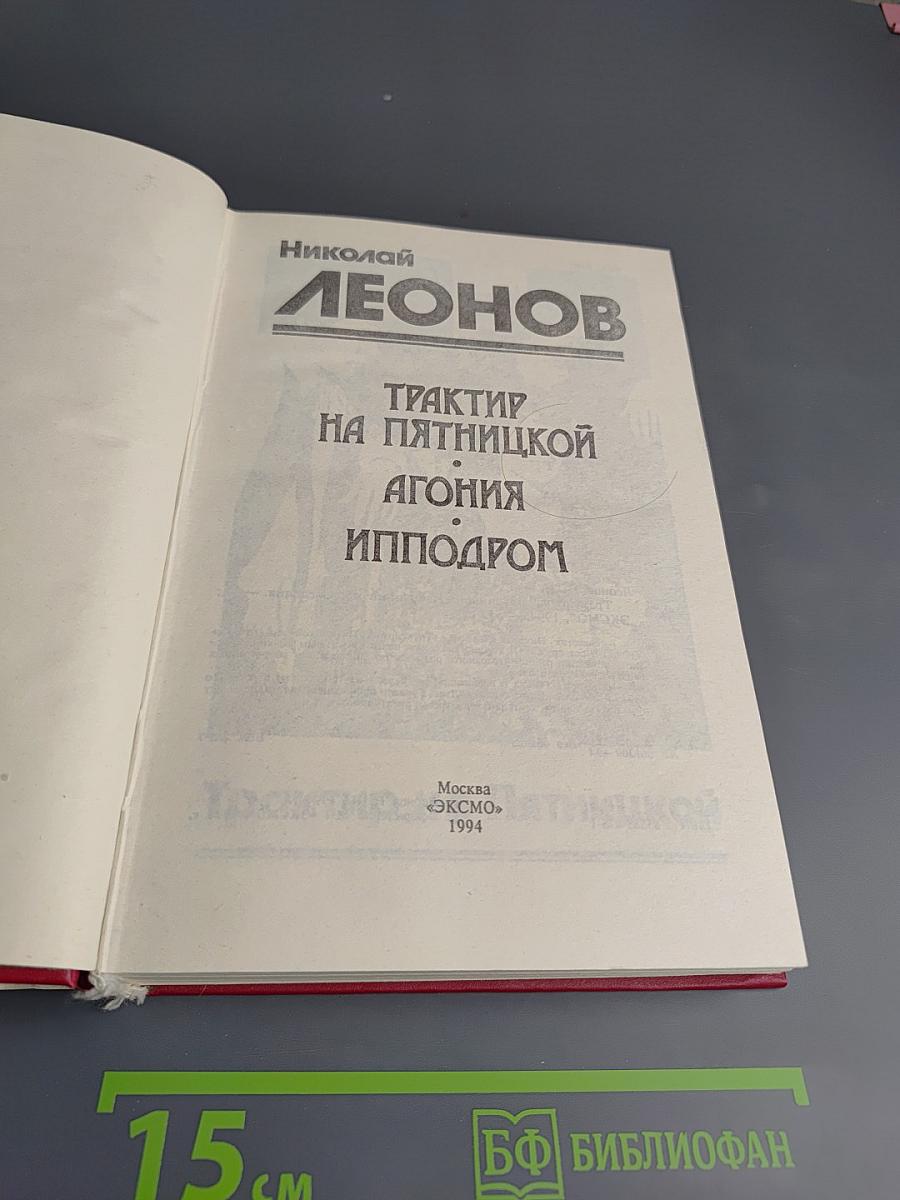 Николай
ЛЕОНОВ
ТРАКТИР
НА ПЯТНИЦКОЙ
•
АГОНИЯ
•
ИППОДРОМ
Москва
«ЭКСМО»
1994
15 см
БФ БИБЛИОФАН